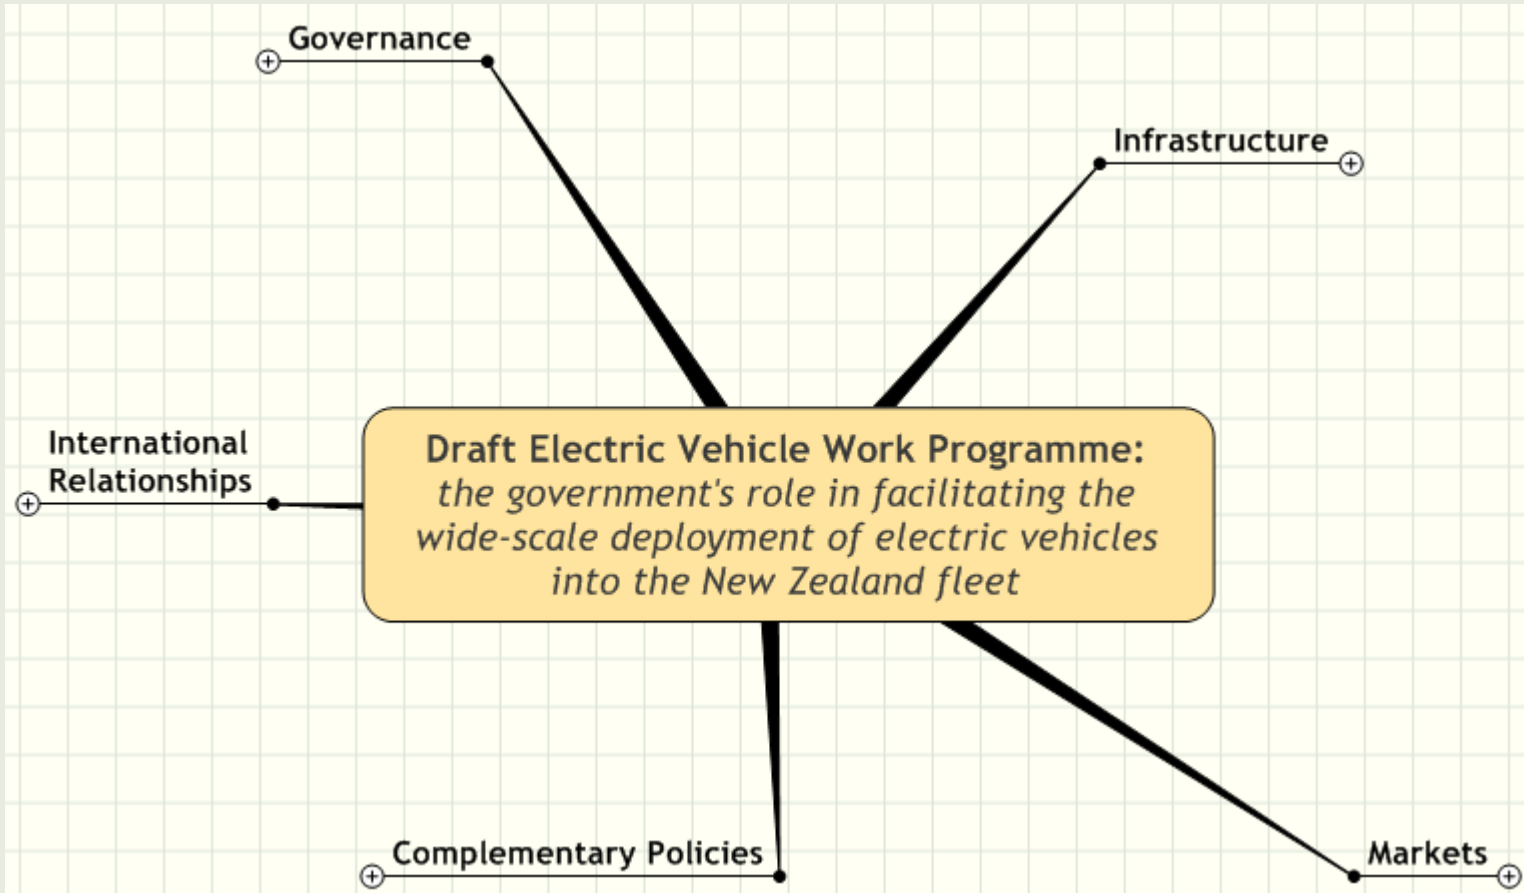 Governance
Infrastructure
International
Relationships
Draft Electric Vehicle Work Programme:
the government's role in facilitating the
wide-scale deployment of electric vehicles
into the New Zealand fleet
Complementary Policies
Markets